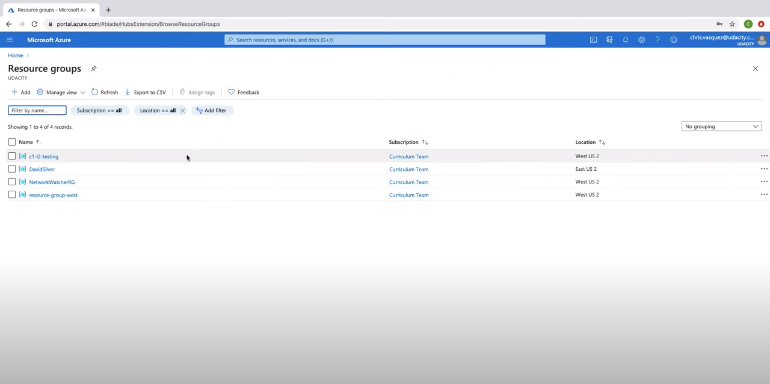 Resource groups - Microsoft Az
portal.azure.com/#blade/HubsExtension/BrowseResourceGroups
Microsoft Azure
Search resources, services, and docs (G+/)
chris.vasquez@udacity.c...
UDACITY
Home
Resource groups
UDACITY
Add
Manage view
Refresh
Export to CSV
Assign tags
Feedback
Filter by name...
Subscription == all
Location == all
Add filter
Showing 1 to 4 of 4 records.
No grouping
Name
Subscription
Location
c1-l2-testing
Curriculum Team
West US 2
DavidSilver
Curriculum Team
East US 2
NetworkWatcherRG
Curriculum Team
West US 2
resource-group-west
Curriculum Team
West US 2